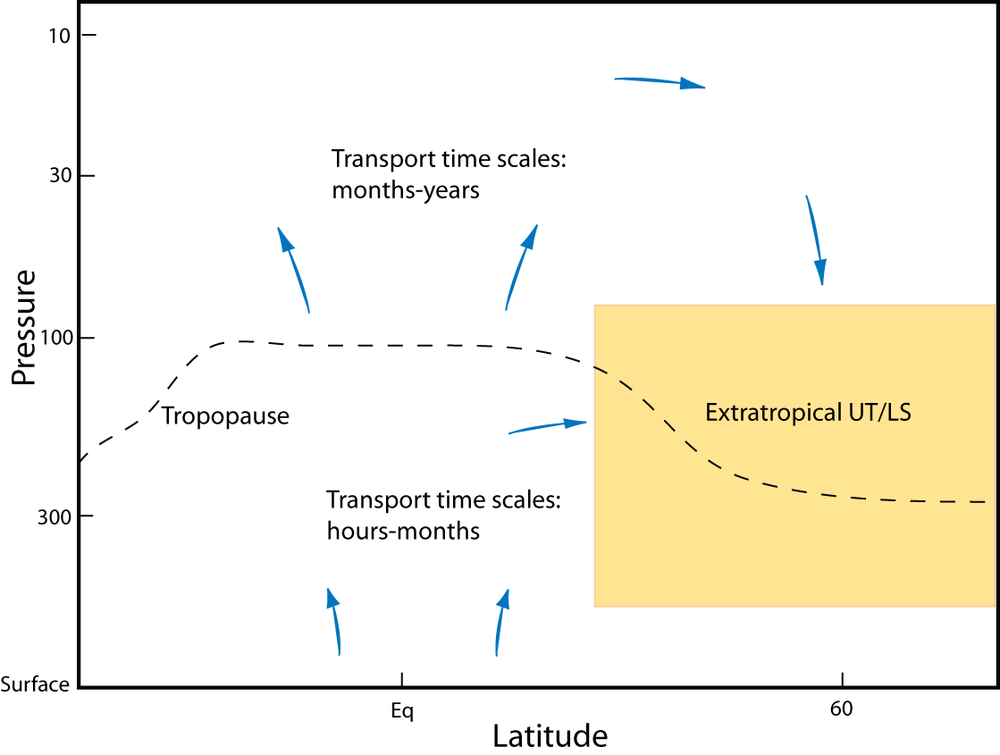 10
Transport time scales:
months-years
30
Pressure
100
Tropopause
Extratropical UT/LS
Transport time scales:
hours-months
300
Surface
Eq
60
Latitude